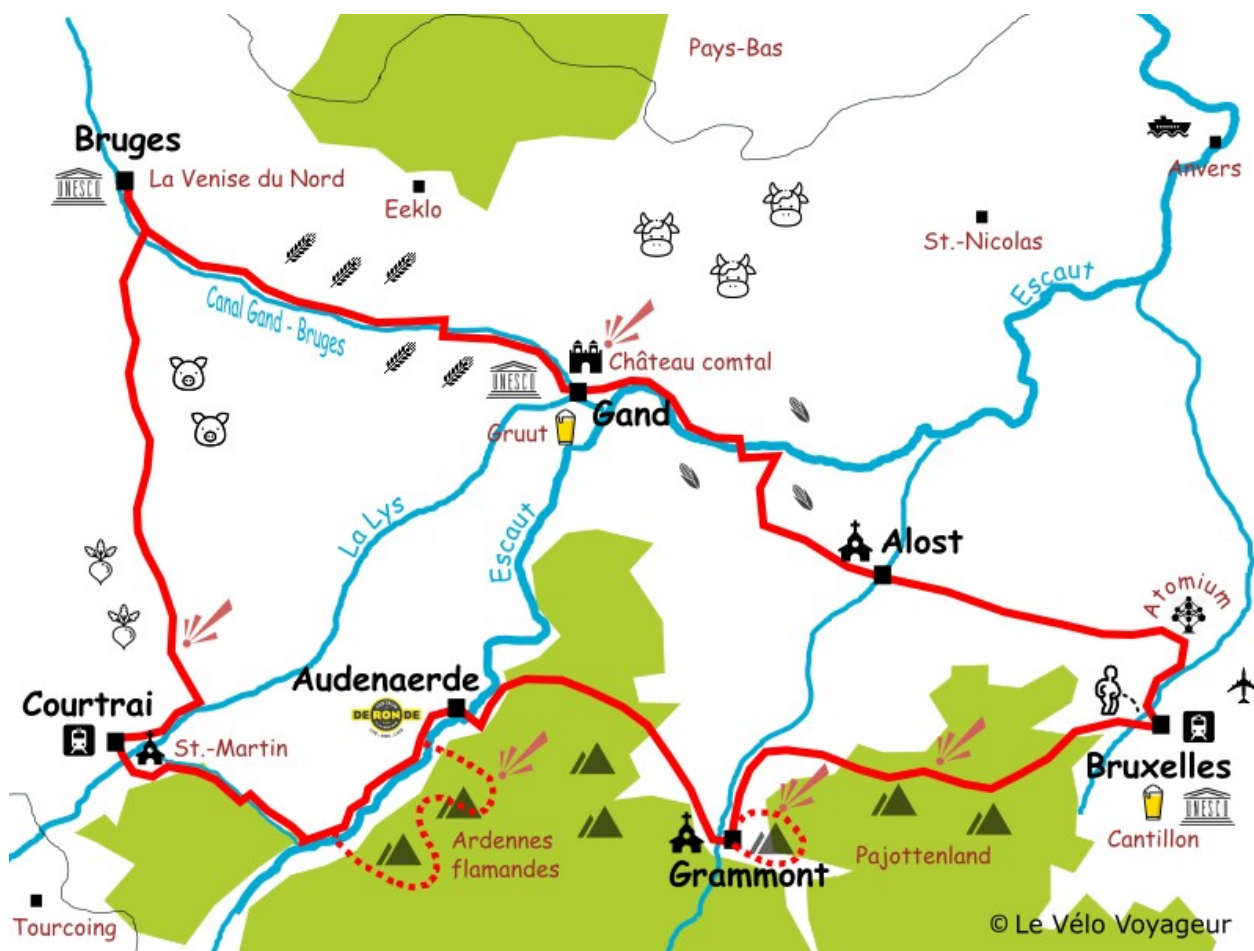 Pays-Bas
Bruges
La Venise du Nord
UNESCO
Eeklo
Anvers
St.-Nicolas
Escaut
Canal Gand - Bruges
Château comtal
UNESCO
Gand
Gruut
La Lys
Escaut
Alost
Atomium
Audenaerde
DE RONDE
Courtrai
St.-Martin
Bruxelles
UNESCO
Cantillon
Ardennes
flamandes
Pajottenland
Grammont
Tourcoing
© Le Vélo Voyageur